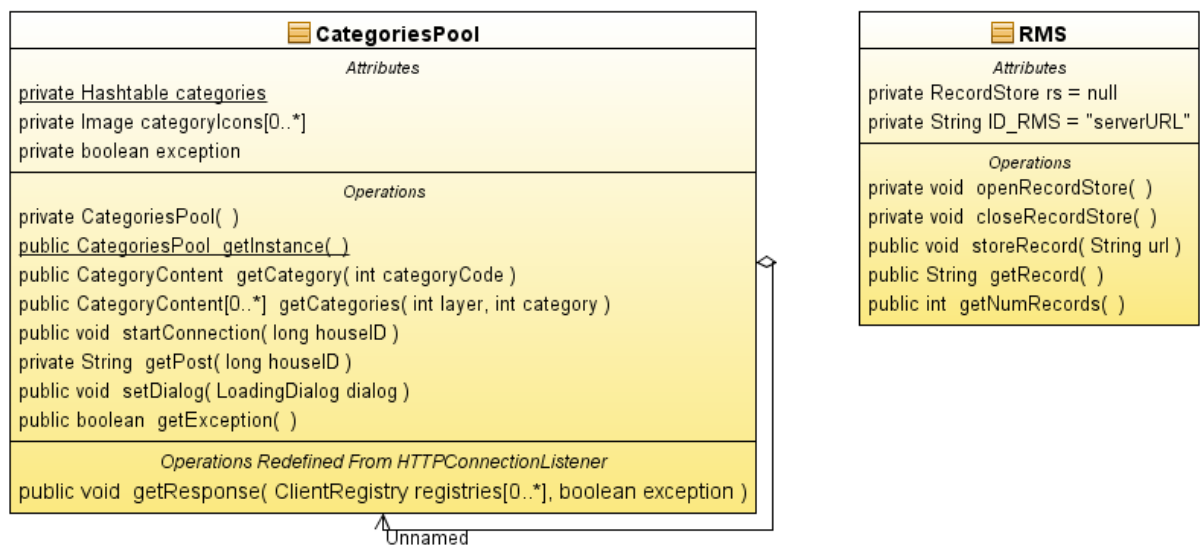 CategoriesPool
Attributes
private Hashtable categories
private Image categoryIcons[0..*]
private boolean exception
Operations
private CategoriesPool( )
public CategoriesPool getInstance( )
public CategoryContent getCategory( int categoryCode )
public CategoryContent[0..*] getCategories( int layer, int category )
public void startConnection( long houseID )
private String getPost( long houseID )
public void setDialog( LoadingDialog dialog )
public boolean getException( )
Operations Redefined From HTTPConnectionListener
public void getResponse( ClientRegistry registries[0..*], boolean exception )
Unnamed
RMS
Attributes
private RecordStore rs = null
private String ID_RMS = "serverURL"
Operations
private void openRecordStore( )
private void closeRecordStore( )
public void storeRecord( String url )
public String getRecord( )
public int getNumRecords( )